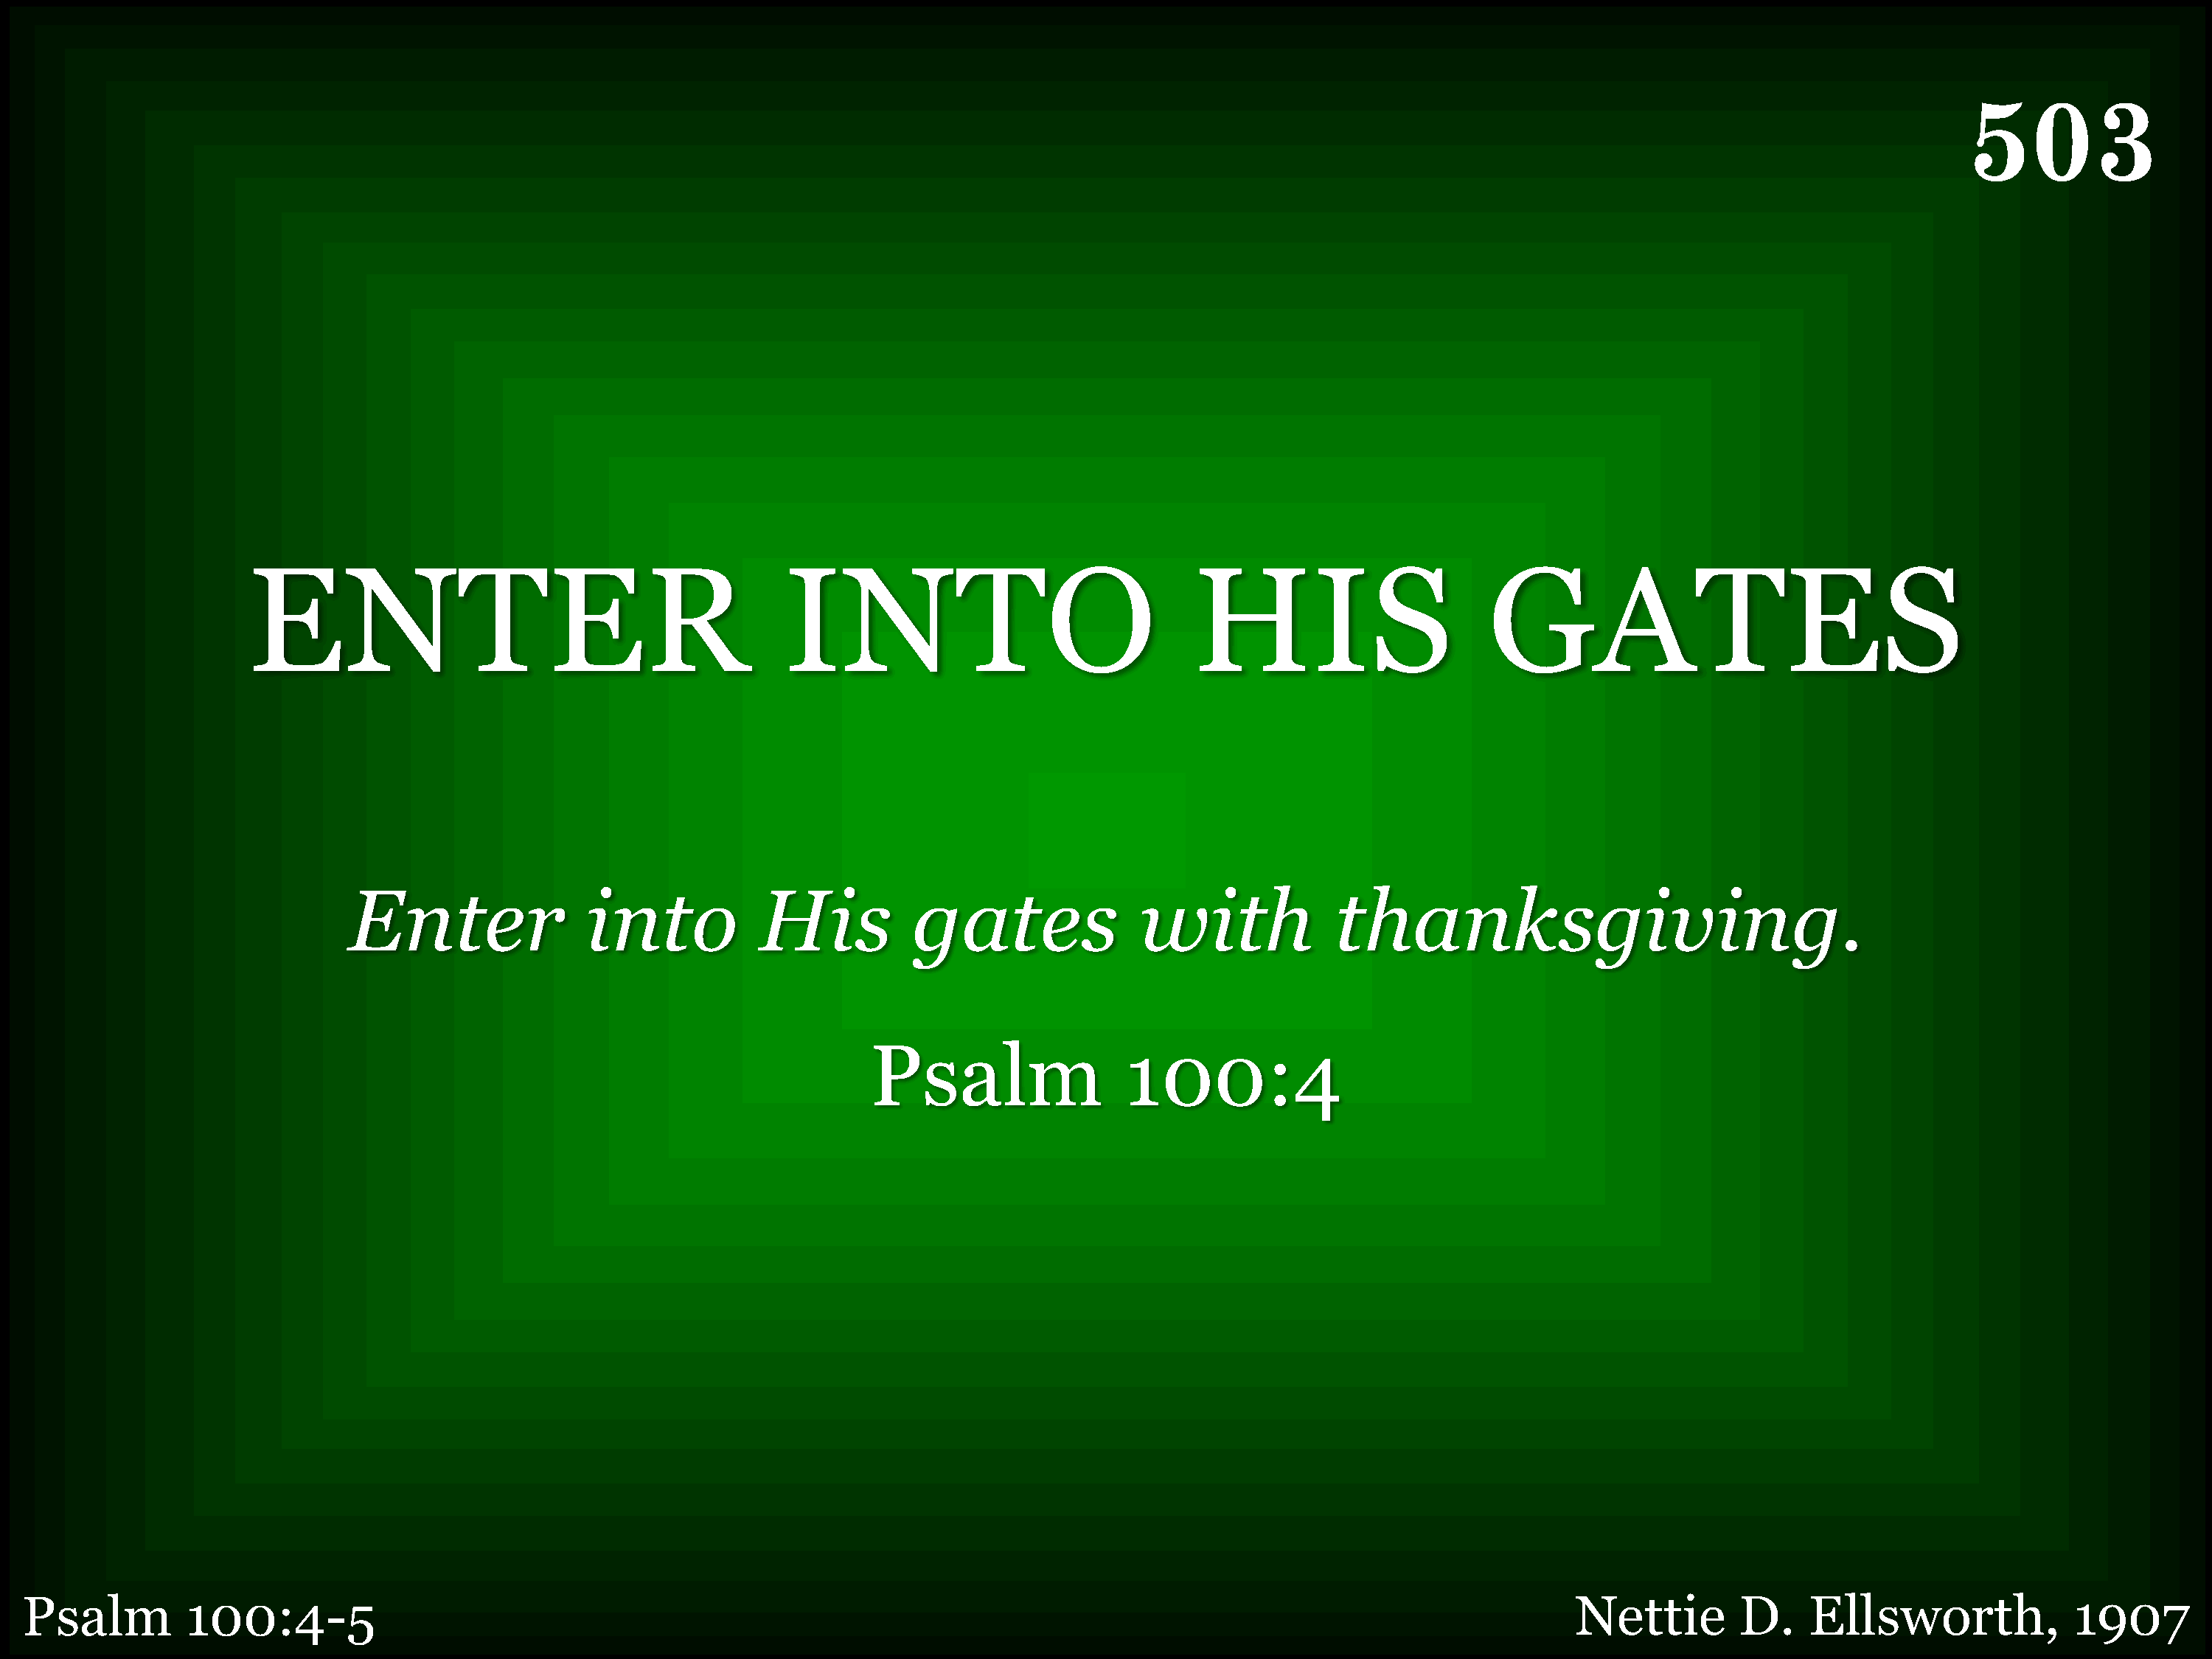 503
ENTER INTO HIS GATES
Enter into His gates with thanksgiving.
Psalm 100:4
Psalm 100:4-5
Nettie D. Ellsworth, 1907